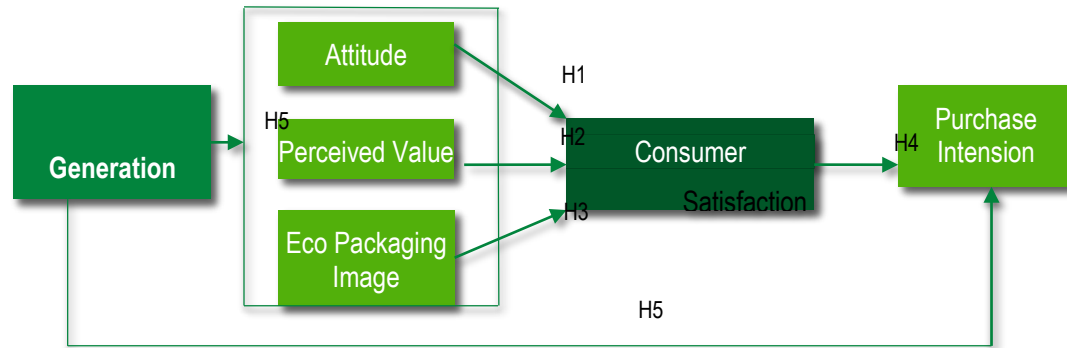 Generation
H5
Attitude
Perceived Value
Eco Packaging
Image
H1
H2
H3
Consumer
Satisfaction
H4
Purchase
Intension
H5